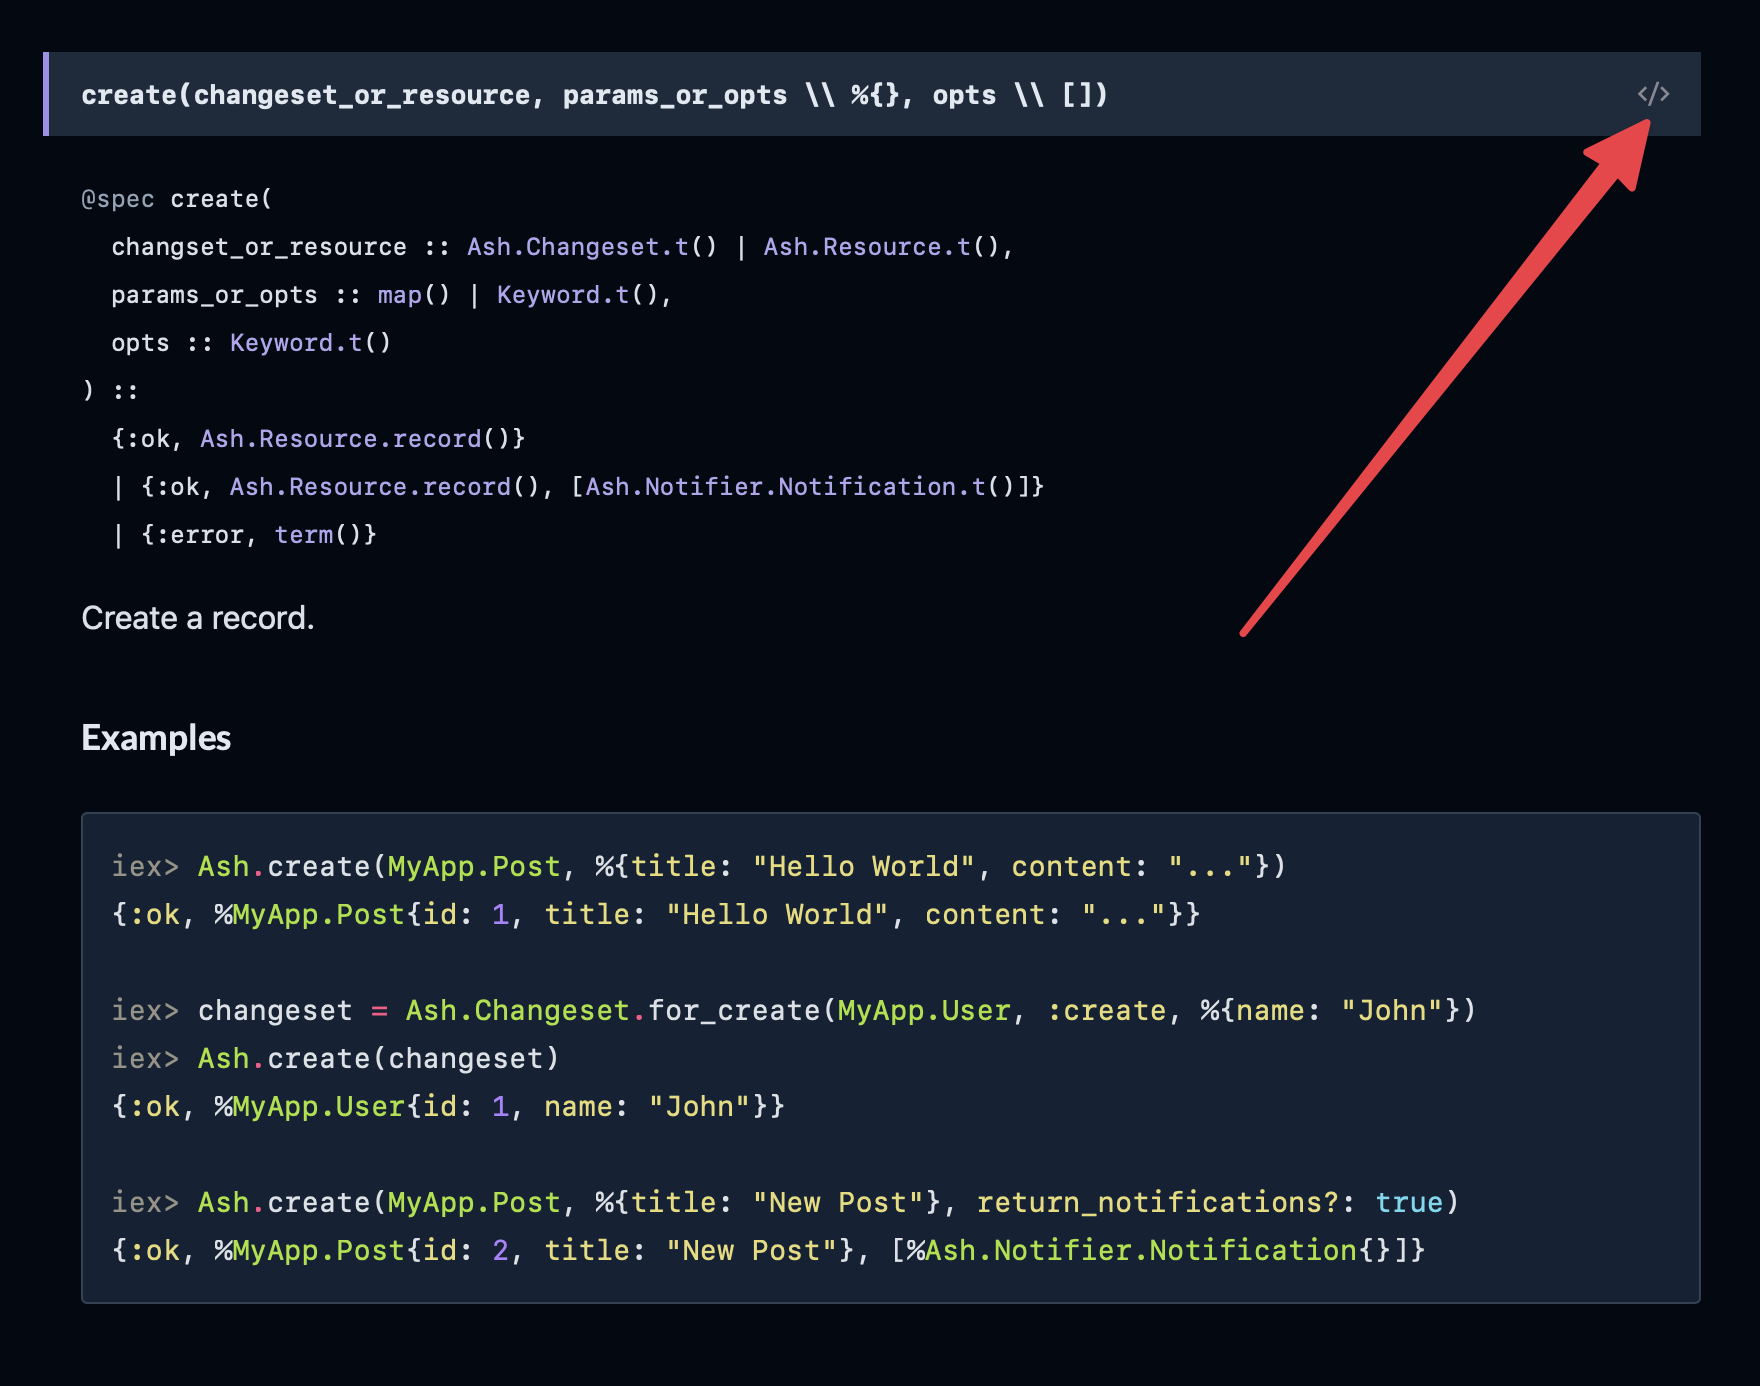 create(changeset_or_resource, params_or_opts \\ %{}, opts \\ [])
</>
@spec create(
  changset_or_resource :: Ash.Changeset.t() | Ash.Resource.t(),
  params_or_opts :: map() | Keyword.t(),
  opts :: Keyword.t()
) ::
  {:ok, Ash.Resource.record()}
  | {:ok, Ash.Resource.record(), [Ash.Notifier.Notification.t()]}
  | {:error, term()}
Create a record.
Examples
iex> Ash.create(MyApp.Post, %{title: "Hello World", content: "..."})
{:ok, %MyApp.Post{id: 1, title: "Hello World", content: "..."}}
iex> changeset = Ash.Changeset.for_create(MyApp.User, :create, %{name: "John"})
iex> Ash.create(changeset)
{:ok, %MyApp.User{id: 1, name: "John"}}
iex> Ash.create(MyApp.Post, %{title: "New Post"}, return_notifications?: true)
{:ok, %MyApp.Post{id: 2, title: "New Post"}, [%Ash.Notifier.Notification{}]}